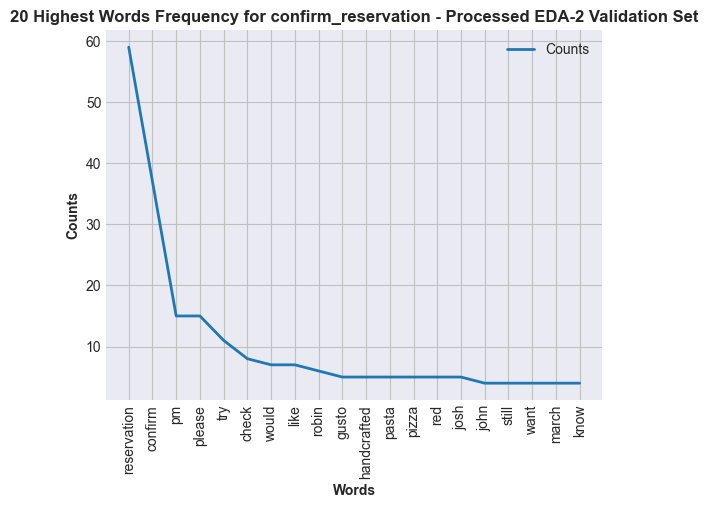 20 Highest Words Frequency for confirm_reservation - Processed EDA-2 Validation Set
Counts
60
50
40
30
20
10
Counts
reservation
confirm
pm
please
try
check
would
like
robin
gusto
handcrafted
pasta
pizza
red
josh
john
still
want
march
know
Words